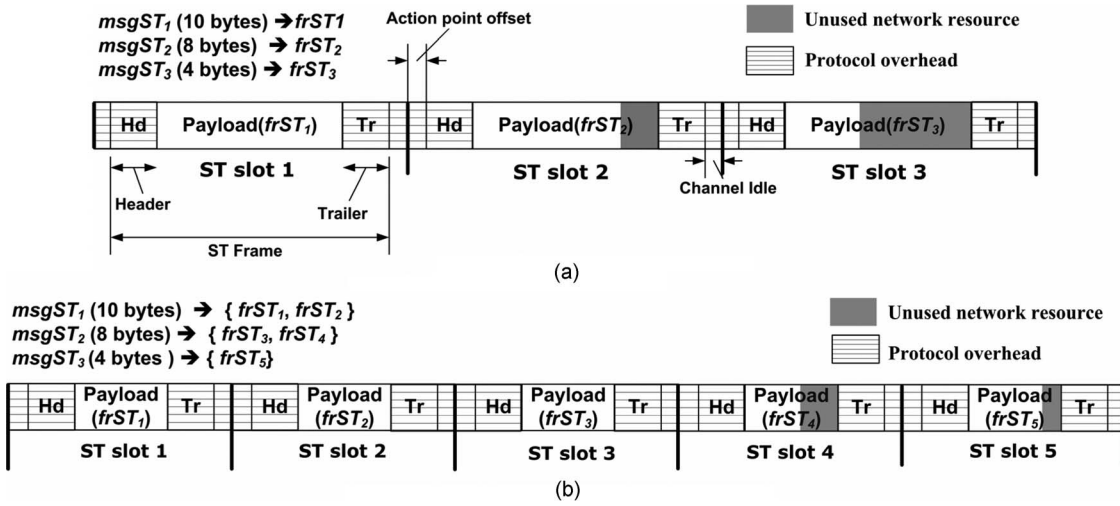 msgST1 (10 bytes) → frST1
msgST2 (8 bytes) → frST2
msgST3 (4 bytes) → frST3
Action point offset
Unused network resource
Protocol overhead
Hd Payload(frST1) Tr Hd Payload(frST2) Tr Hd Payload(frST3) Tr
ST slot 1 ST slot 2 ST slot 3
Header Trailer Channel Idle
ST Frame
(a)
msgST1 (10 bytes) → { frST1, frST2 }
msgST2 (8 bytes) → { frST3, frST4 }
msgST3 (4 bytes ) → { frST5}
Unused network resource
Protocol overhead
Hd Payload (frST1) Tr Hd Payload (frST2) Tr Hd Payload (frST3) Tr Hd Payload (frST4) Tr Hd Payload (frST5) Tr
ST slot 1 ST slot 2 ST slot 3 ST slot 4 ST slot 5
(b)